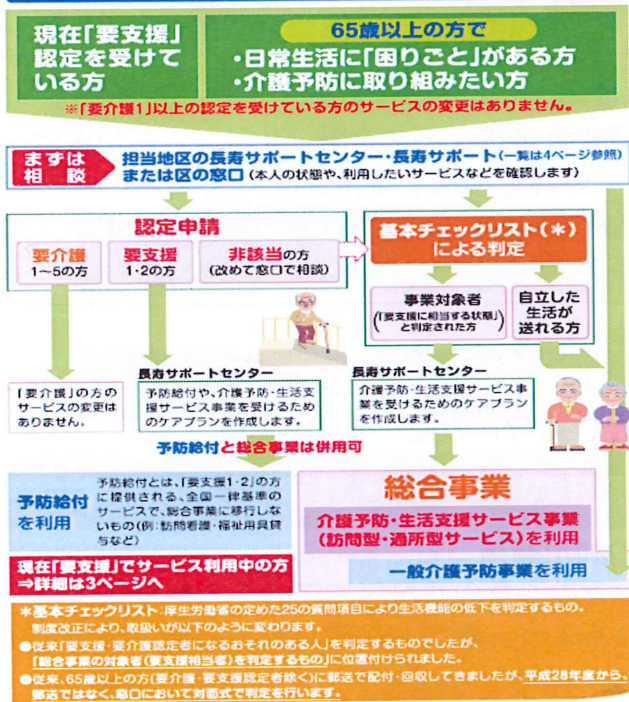 現在「要支援」
認定を受けて
いる方
65歳以上の方で
・日常生活に「困りごと」がある方
・介護予防に取り組みたい方
※「要介護1」以上の認定を受けている方のサービスの変更はありません。
まずは
相談
担当地区の長寿サポートセンター・長寿サポート(一覧は4ページ参照)
または区の窓口(本人の状態や、利用したいサービスなどを確認します)
認定申請
要介護
1~5の方
要支援
1・2の方
非該当の方
(改めて窓口で相談)
基本チェックリスト(*)
による判定
事業対象者
(「要支援に相当する状態」
と判定された方)
自立した
生活が
送れる方
「要介護」の方の
サービスの変更は
ありません。
長寿サポートセンター
予防給付や、介護予防・生活支
援サービス事業を受けるため
のケアプランを作成します。
長寿サポートセンター
介護予防・生活支援サービス事
業を受けるためのケアプラン
を作成します。
予防給付と総合事業は併用可
予防給付
を利用
予防給付とは、「要支援1・2」の方
に提供される、全国一律基準の
サービスで、総合事業に移行しな
いもの(例:訪問看護・福祉用具貸
与など)
総合事業
介護予防・生活支援サービス事業
(訪問型・通所型サービス)を利用
一般介護予防事業を利用
現在「要支援」でサービス利用中の方
⇒詳細は3ページへ
*基本チェックリスト:厚生労働省の定めた25の質問項目により生活機能の低下を判定するもの。
制度改正により、取扱いが以下のように変わります。
●従来「要支援・要介護認定者になるおそれのある人」を判定するものでしたが、
「総合事業の対象者(要支援相当者)を判定するもの」に位置付けられました。
●従来、65歳以上の方(要介護・要支援認定者除く)に郵送で配付・回収してきましたが、平成28年度から、
郵送ではなく、窓口において対面式で判定を行います。